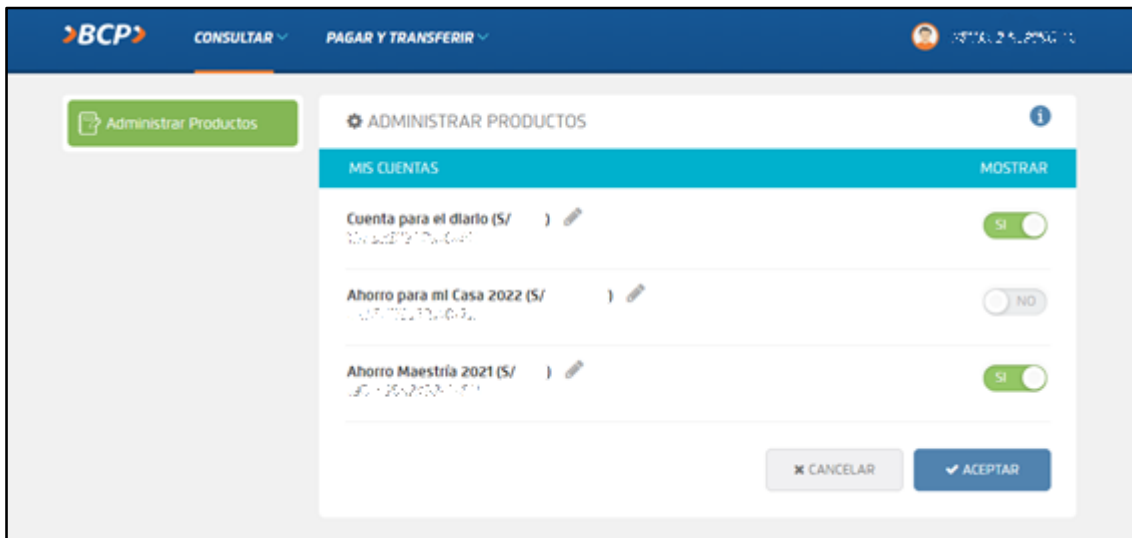 BCP CONSULTAR PAGAR Y TRANSFERIR
Administrar Productos
ADMINISTRAR PRODUCTOS
MIS CUENTAS MOSTRAR
Cuenta para el diario (S/ )
SI
Ahorro para mi Casa 2022 (S/ )
NO
Ahorro Maestría 2021 (S/ )
SI
CANCELAR ACEPTAR